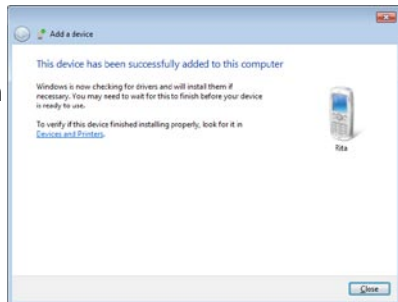 Add a device
This device has been successfully added to this computer
Windows is now checking for drivers and will install them if
necessary. You may need to wait for this to finish before your device
is ready to use.
To verify if this device finished installing properly, look for it in
Devices and Printers.
Rita
Close